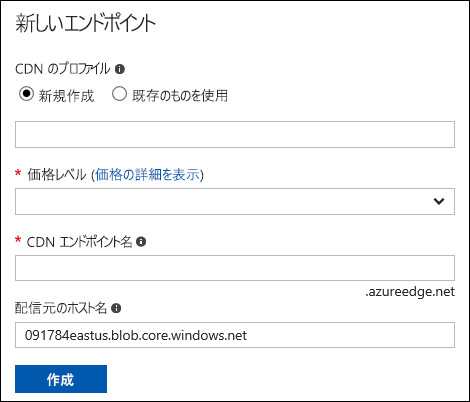 新しいエンドポイント
CDN のプロファイル
新規作成 既存のものを使用
* 価格レベル (価格の詳細を表示)
* CDN エンドポイント名
.azureedge.net
配信元のホスト名
091784eastus.blob.core.windows.net
作成